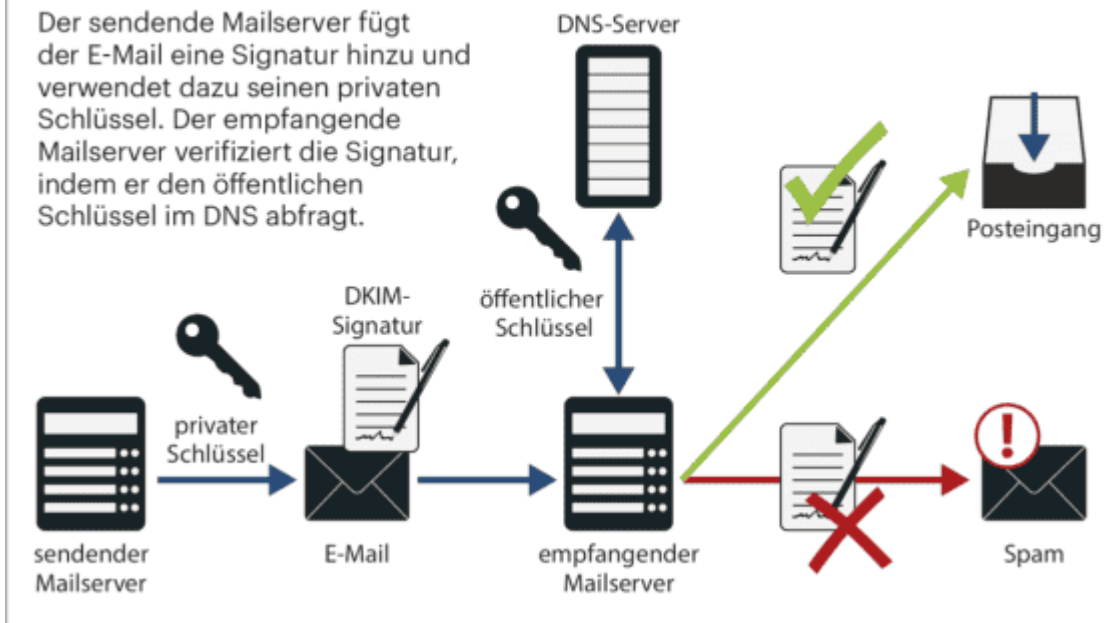 Der sendende Mailserver fügt
der E-Mail eine Signatur hinzu und
verwendet dazu seinen privaten
Schlüssel. Der empfangende
Mailserver verifiziert die Signatur,
indem er den öffentlichen
Schlüssel im DNS abfragt.
DNS-Server
Posteingang
öffentlicher
Schlüssel
DKIM-
Signatur
privater
Schlüssel
sendender
Mailserver
E-Mail
empfangender
Mailserver
Spam